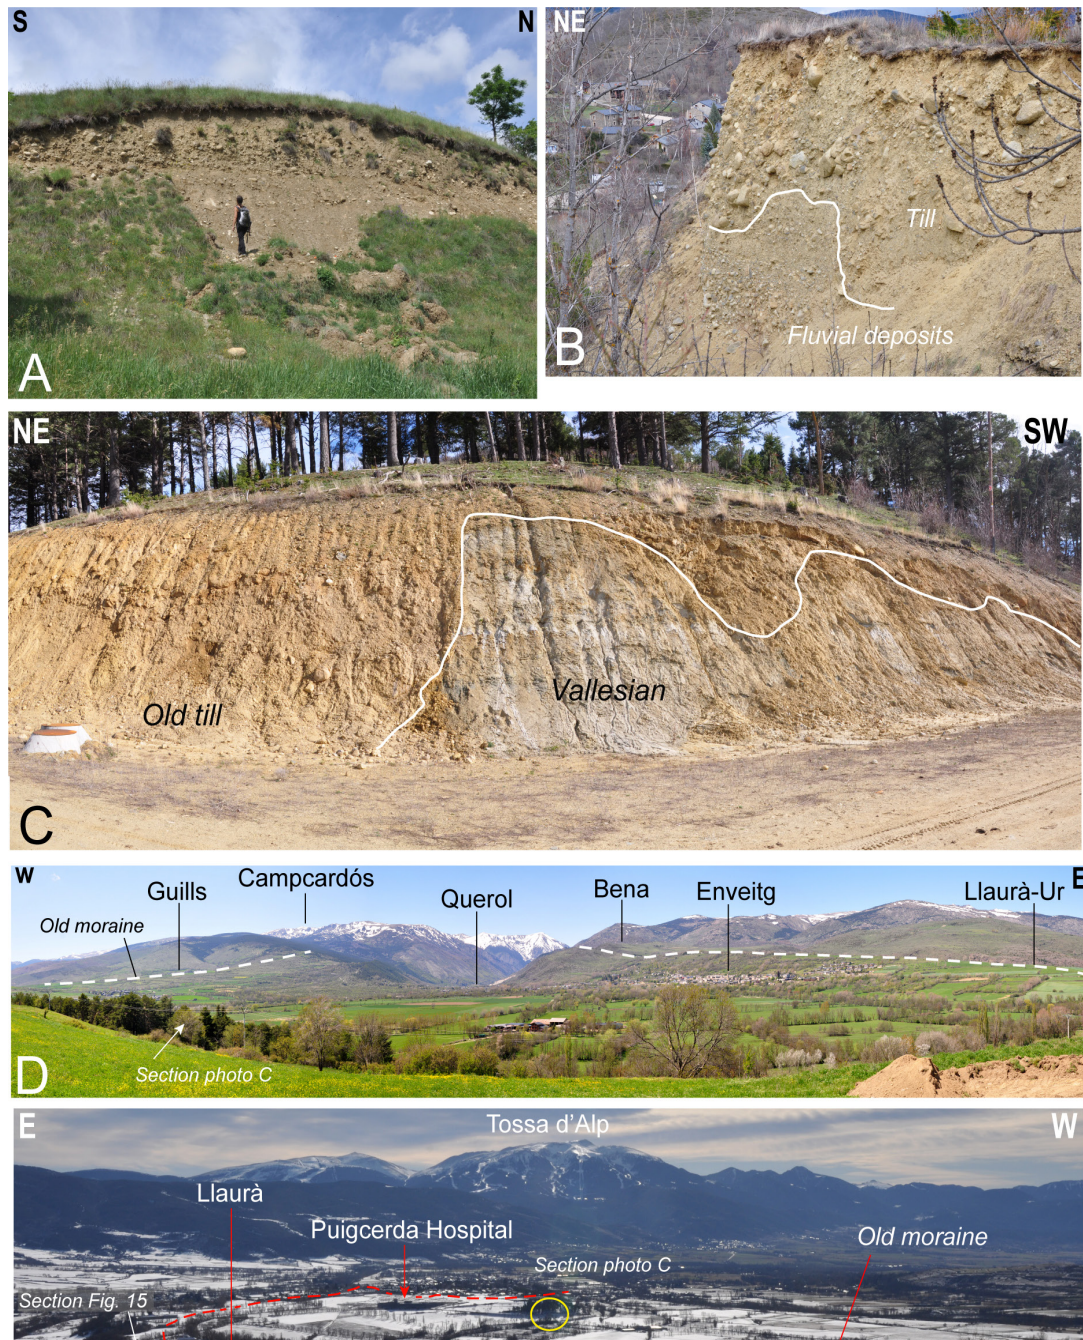 S N
A
NE
Till
Fluvial deposits
B
NE SW
Old till
Vallesian
C
W E
Guills
Campcardós
Querol
Bena
Enveitg
Llaurà-Ur
Old moraine
Section photo C
D
E W
Tossa d'Alp
Llaurà
Puigcerda Hospital
Section photo C
Old moraine
Section Fig. 15